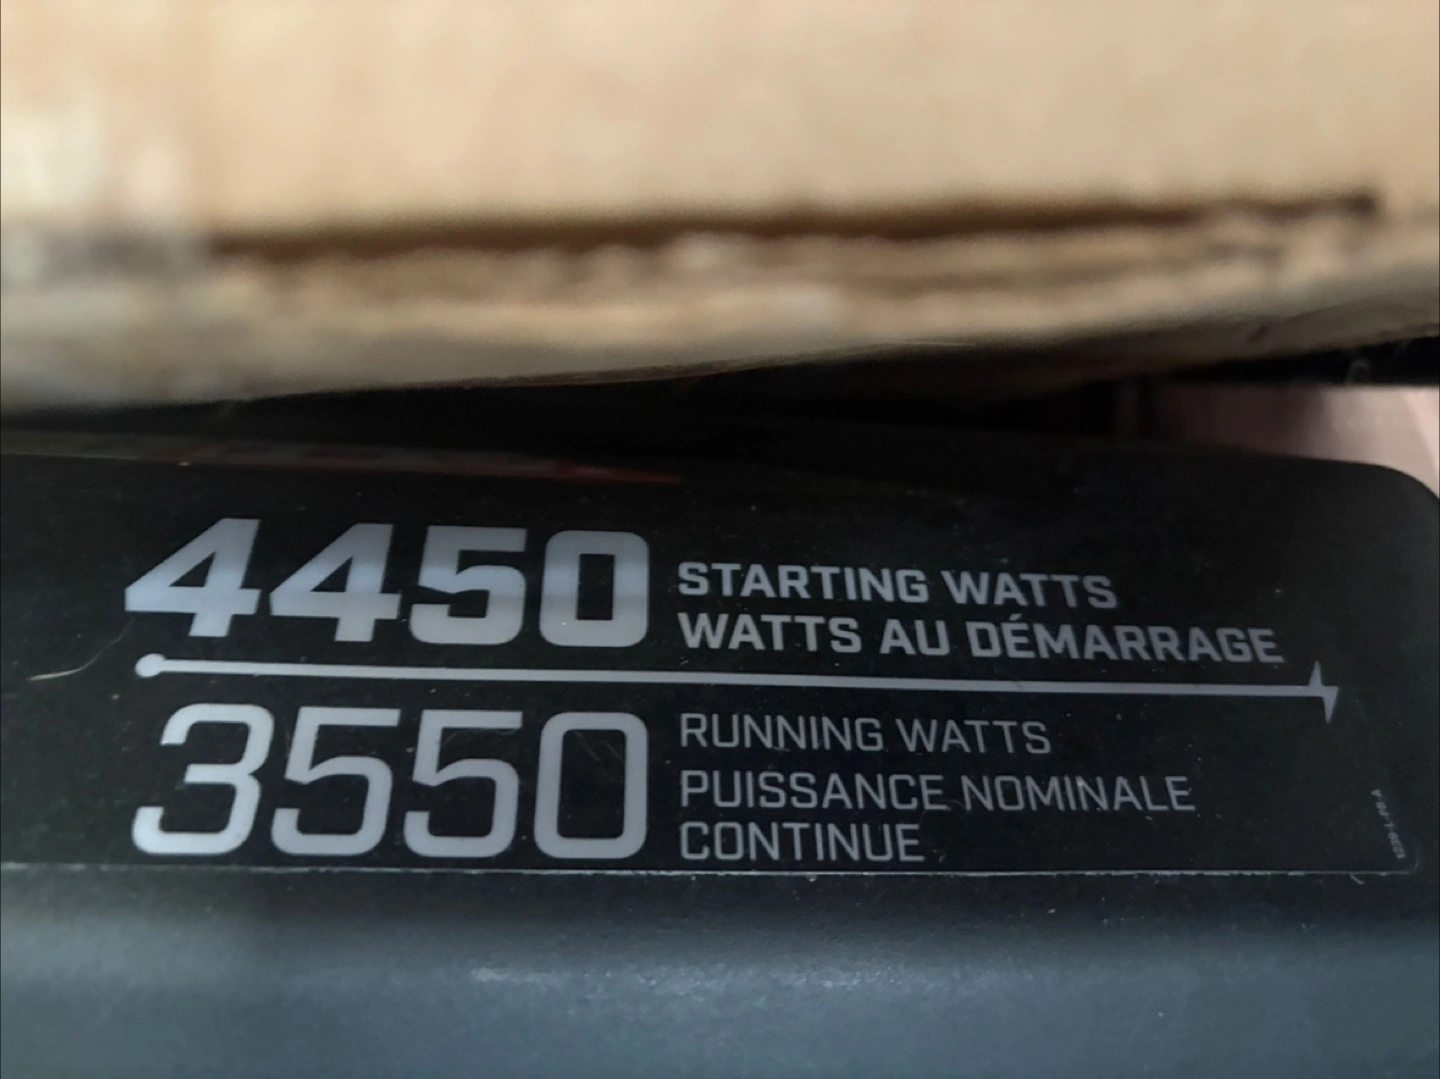 4450 STARTING WATTS
WATTS AU DÉMARRAGE
3550 RUNNING WATTS
PUISSANCE NOMINALE
CONTINUE